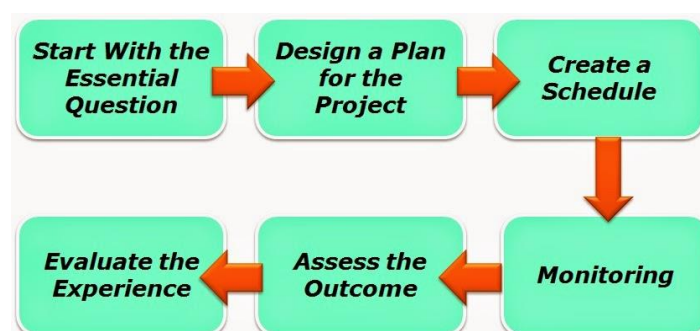 Start With the
Essential
Question
Design a Plan
for the
Project
Create a
Schedule
Monitoring
Assess the
Outcome
Evaluate the
Experience